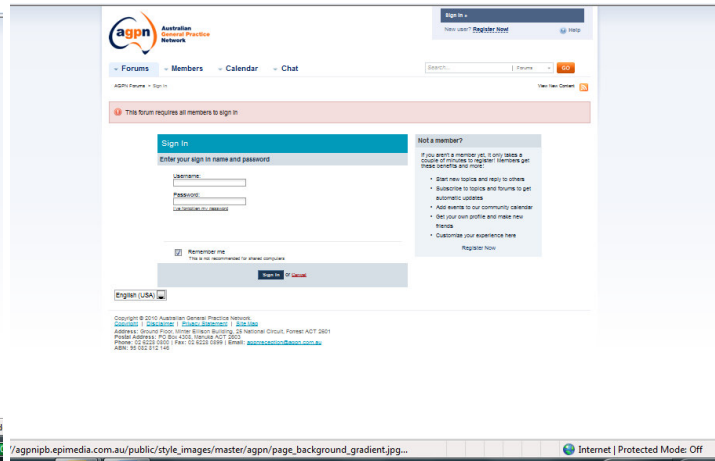 Sign In »
New user? Register Now!
Help
agpn
Australian
General Practice
Network
Forums
Members
Calendar
Chat
Search...
Forums
GO
AGPN Forums
Sign In
View New Content
This forum requires all members to sign in
Sign In
Enter your sign in name and password
Username:
Password:
I've forgotten my password
Remember me
This is not recommended for shared computers
Sign In or Cancel
Not a member?
If you aren't a member yet, it only takes a
couple of minutes to register! Members get
these benefits and more:
• Start new topics and reply to others
• Subscribe to topics and forums to get
automatic updates
• Add events to our community calendar
• Get your own profile and make new
friends
• Customize your experience here
Register Now
English (USA)
Copyright © 2010 Australian General Practice Network.
Copyright | Disclaimer | Privacy Statement | Site Map
Address: Ground Floor, Minter Ellison Building, 25 National Circuit, Forrest ACT 2601
Postal Address: PO Box 4308, Manuka ACT 2603
Phone: 02 6228 0800 | Fax: 02 6228 0899 | Email: agpnreception@agpn.com.au
ABN: 95 082 812 146
//agpnipb.epimedia.com.au/public/style_images/master/agpn/page_background_gradient.jpg...
Internet | Protected Mode: Off